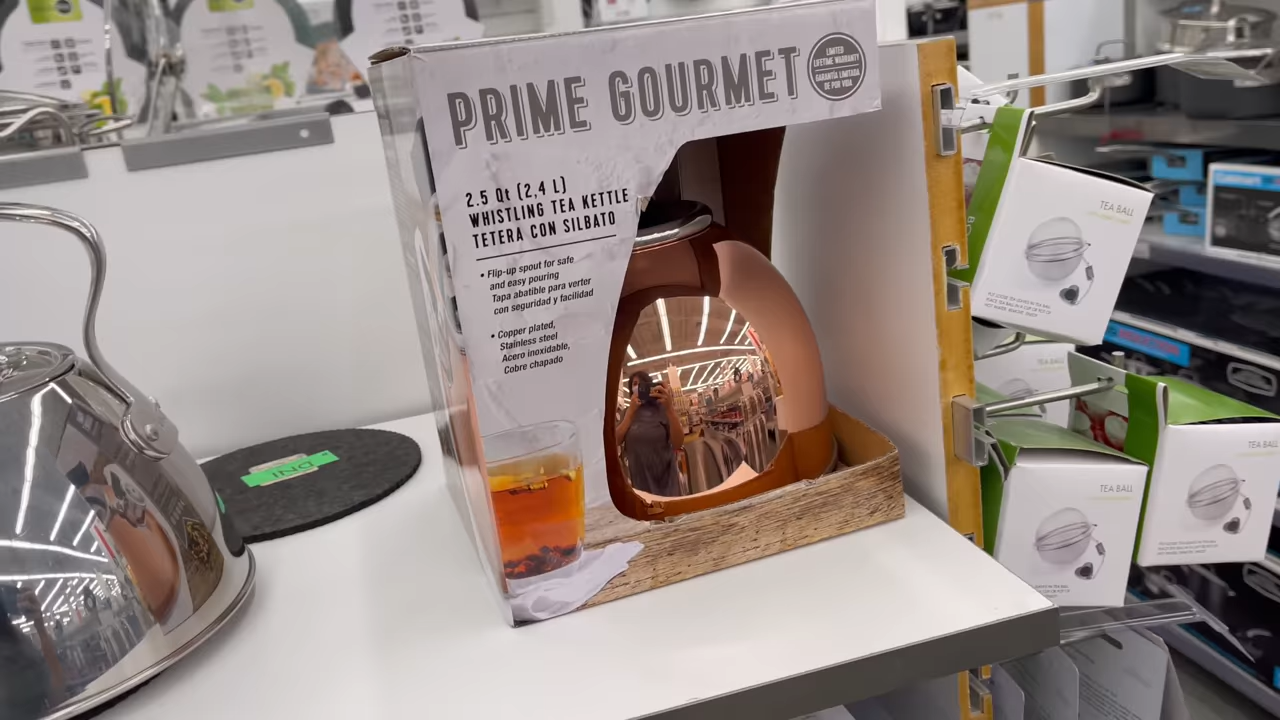 PRIME GOURMET
LIMITED
LIFETIME WARRANTY
GARANTÍA LIMITADA
DE POR VIDA
2.5 Qt (2,4 L)
WHISTLING TEA KETTLE
TETERA CON SILBATO
• Flip-up spout for safe
and easy pouring
Tapa abatible para verter
con seguridad y facilidad
• Copper plated,
Stainless steel
Acero inoxidable,
Cobre chapado
DNI
TEA BALL
TEA BALL
TEA BALL